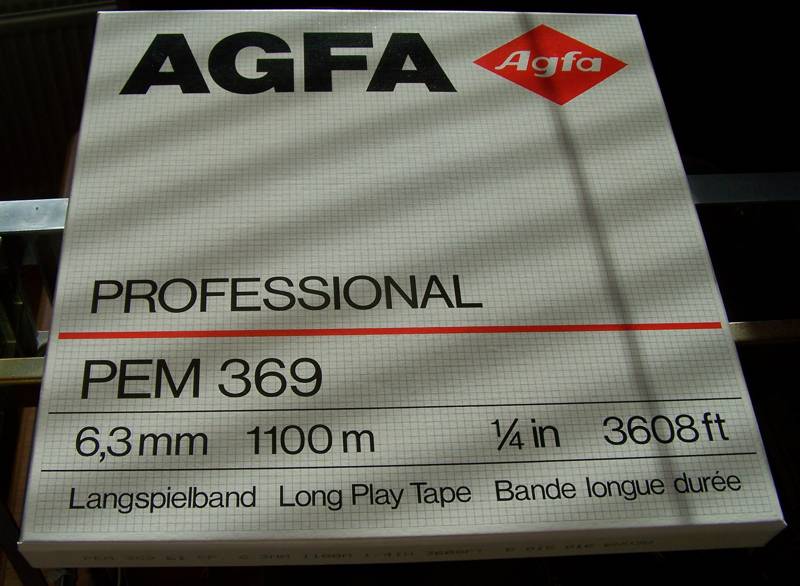 AGFA Agfa
PROFESSIONAL
PEM 369
6,3 mm 1100 m 1/4 in 3608 ft
Langspielband Long Play Tape Bande longue durée